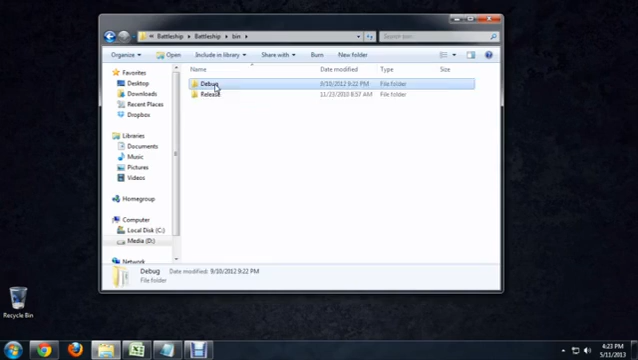 Battleship ▸ Battleship ▸ bin ▸
Search bin
Organize ▾ Open Include in library ▾ Share with ▾ Burn New folder
Name Date modified Type Size
Debug 9/10/2012 9:22 PM File folder
Release 11/23/2010 8:57 AM File folder
Favorites
Desktop
Downloads
Recent Places
Dropbox
Libraries
Documents
Music
Pictures
Videos
Homegroup
Computer
Local Disk (C:)
Media (D:)
Network
Debug Date modified: 9/10/2012 9:22 PM
File folder
Recycle Bin
4:23 PM
5/11/2013